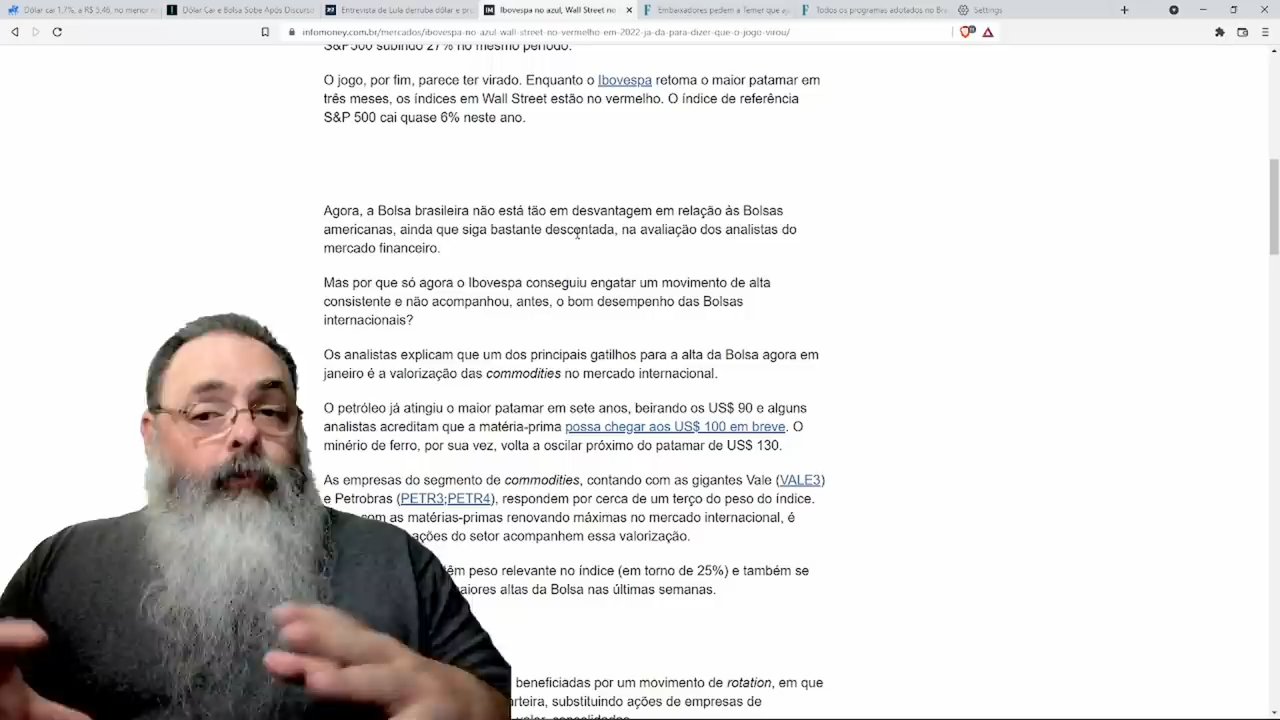 Dólar cai 1,7%, a R$ 5,46, no menor n
Dólar Cai e Bolsa Sobe Após Discurso
Entrevista de Lula derruba dólar e pro
Ibovespa no azul, Wall Street no
Embaixadores pedem a Temer que aj
Todos os programas adotados no Bra
Settings
infomoney.com.br/mercados/ibovespa-no-azul-wall-street-no-vermelho-em-2022-ja-da-para-dizer-que-o-jogo-virou/
S&P500 subindo 27% no mesmo período.
O jogo, por fim, parece ter virado. Enquanto o Ibovespa retoma o maior patamar em
três meses, os índices em Wall Street estão no vermelho. O índice de referência
S&P 500 cai quase 6% neste ano.
Agora, a Bolsa brasileira não está tão em desvantagem em relação às Bolsas
americanas, ainda que siga bastante descontada, na avaliação dos analistas do
mercado financeiro.
Mas por que só agora o Ibovespa conseguiu engatar um movimento de alta
consistente e não acompanhou, antes, o bom desempenho das Bolsas
internacionais?
Os analistas explicam que um dos principais gatilhos para a alta da Bolsa agora em
janeiro é a valorização das commodities no mercado internacional.
O petróleo já atingiu o maior patamar em sete anos, beirando os US$ 90 e alguns
analistas acreditam que a matéria-prima possa chegar aos US$ 100 em breve. O
minério de ferro, por sua vez, volta a oscilar próximo do patamar de US$ 130.
As empresas do segmento de commodities, contando com as gigantes Vale (VALE3)
e Petrobras (PETR3;PETR4), respondem por cerca de um terço do peso do índice.
com as matérias-primas renovando máximas no mercado internacional, é
ações do setor acompanhem essa valorização.
êm peso relevante no índice (em torno de 25%) e também se
aiores altas da Bolsa nas últimas semanas.
beneficiadas por um movimento de rotation, em que
rteira, substituindo ações de empresas de
valor, consolidadas